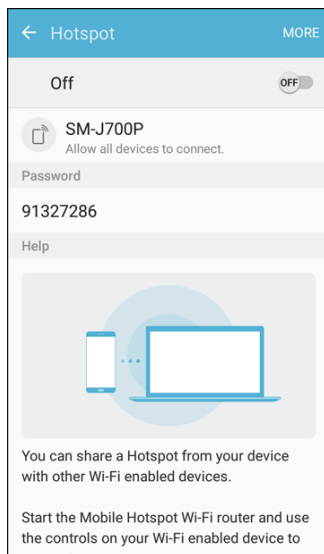 Hotspot MORE
Off OFF
SM-J700P
Allow all devices to connect.
Password
91327286
Help
You can share a Hotspot from your device
with other Wi-Fi enabled devices.
Start the Mobile Hotspot Wi-Fi router and use
the controls on your Wi-Fi enabled device to